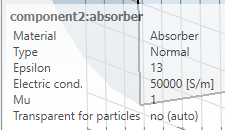 component2:absorber
Material Absorber
Type Normal
Epsilon 13
Electric cond. 50000 [S/m]
Mu 1
Transparent for particles no (auto)